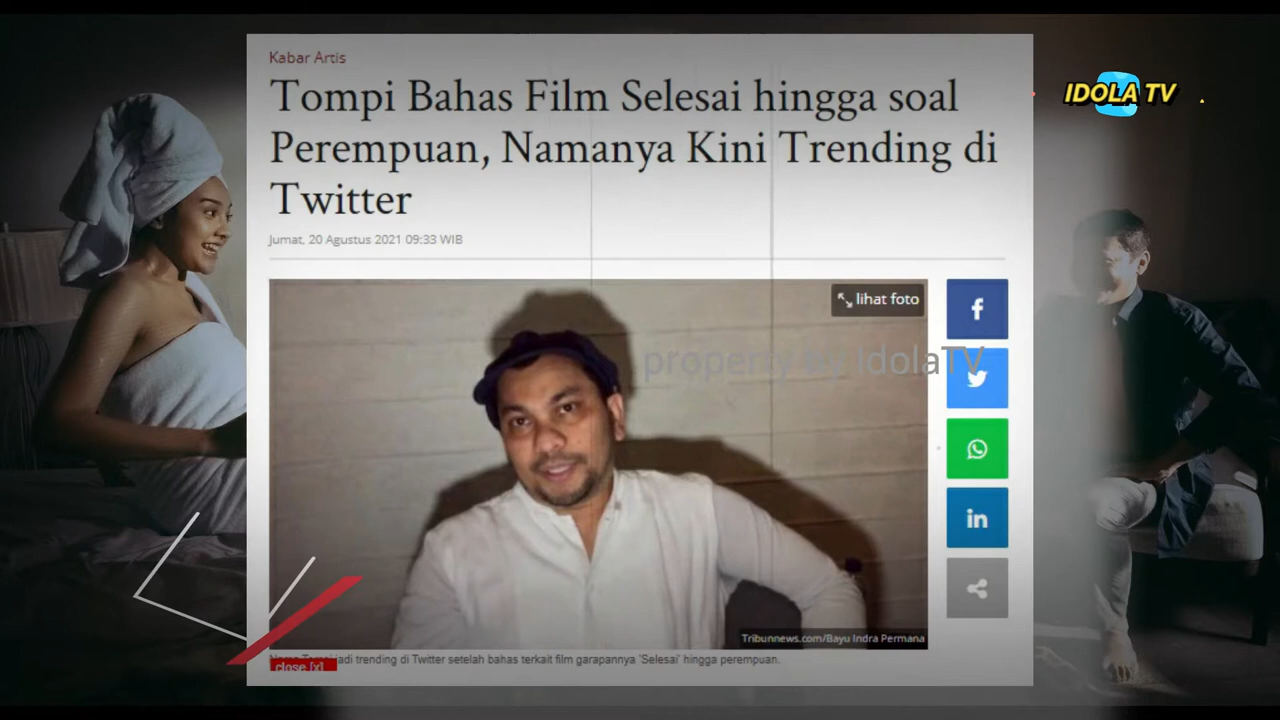 Kabar Artis
Tompi Bahas Film Selesai hingga soal
Perempuan, Namanya Kini Trending di
Twitter
Jumat, 20 Agustus 2021 09:33 WIB
IDOLA TV
lihat foto
property by IdolaTV
Tribunnews.com/Bayu Indra Permana
jadi trending di Twitter setelah bahas terkait film garapannya 'Selesai' hingga perempuan.
close [x]